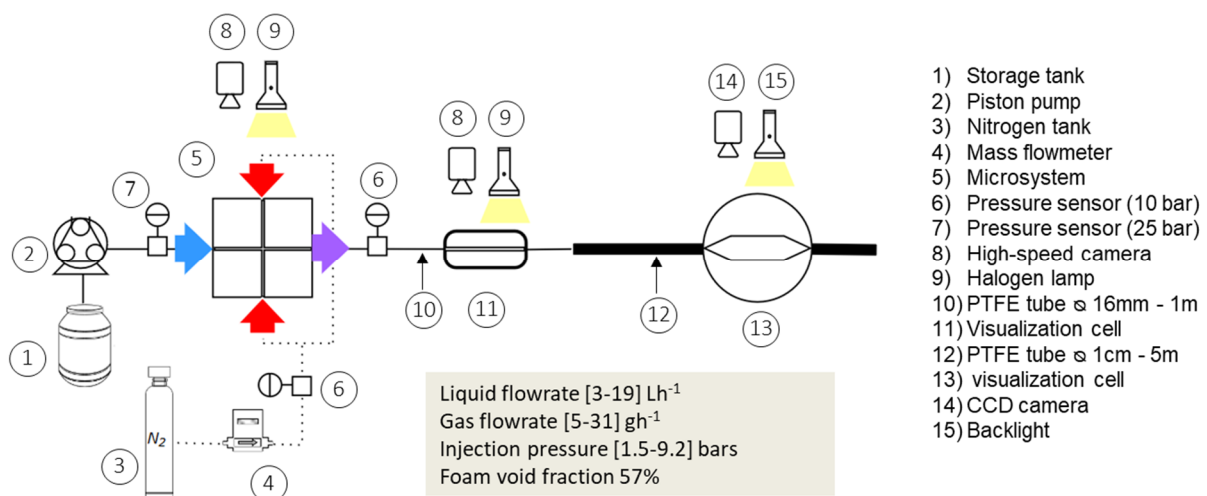 8 9
14 15
8 9
5
7
6
2
10
11
12
13
1
6
N2
3
4
Liquid flowrate [3-19] Lh-1
Gas flowrate [5-31] gh-1
Injection pressure [1.5-9.2] bars
Foam void fraction 57%
1) Storage tank
2) Piston pump
3) Nitrogen tank
4) Mass flowmeter
5) Microsystem
6) Pressure sensor (10 bar)
7) Pressure sensor (25 bar)
8) High-speed camera
9) Halogen lamp
10) PTFE tube ⦰ 16mm - 1m
11) Visualization cell
12) PTFE tube ⦰ 1cm - 5m
13) visualization cell
14) CCD camera
15) Backlight